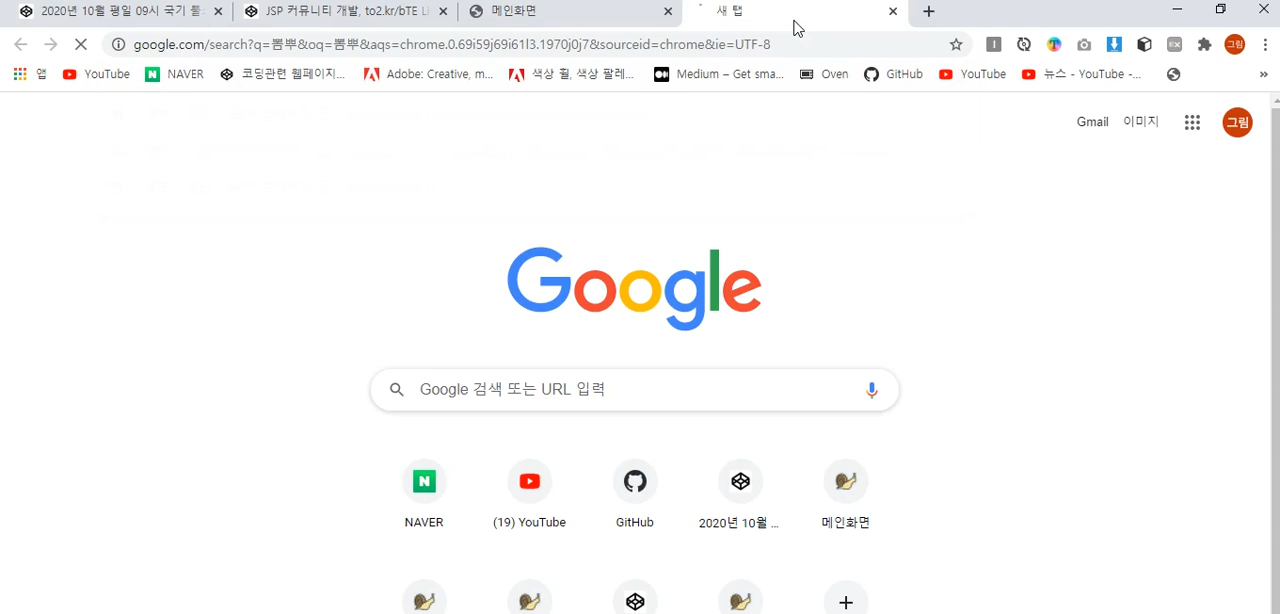 2020년 10월 평일 09시 국기 훌
JSP 커뮤니티 개발, to2.kr/bTE
메인화면
새 탭
google.com/search?q=뽐뿌&oq=뽐뿌&aqs=chrome.0.69i59j69i61l3.1970j0j7&sourceid=chrome&ie=UTF-8
그림
앱
YouTube
NAVER
코딩관련 웹페이지...
Adobe: Creative, m...
색상 휠, 색상 팔레...
Medium – Get sma...
Oven
GitHub
YouTube
뉴스 - YouTube -...
»
Gmail
이미지
그림
Google
Google 검색 또는 URL 입력
N
NAVER
(19) YouTube
GitHub
2020년 10월 ...
메인화면